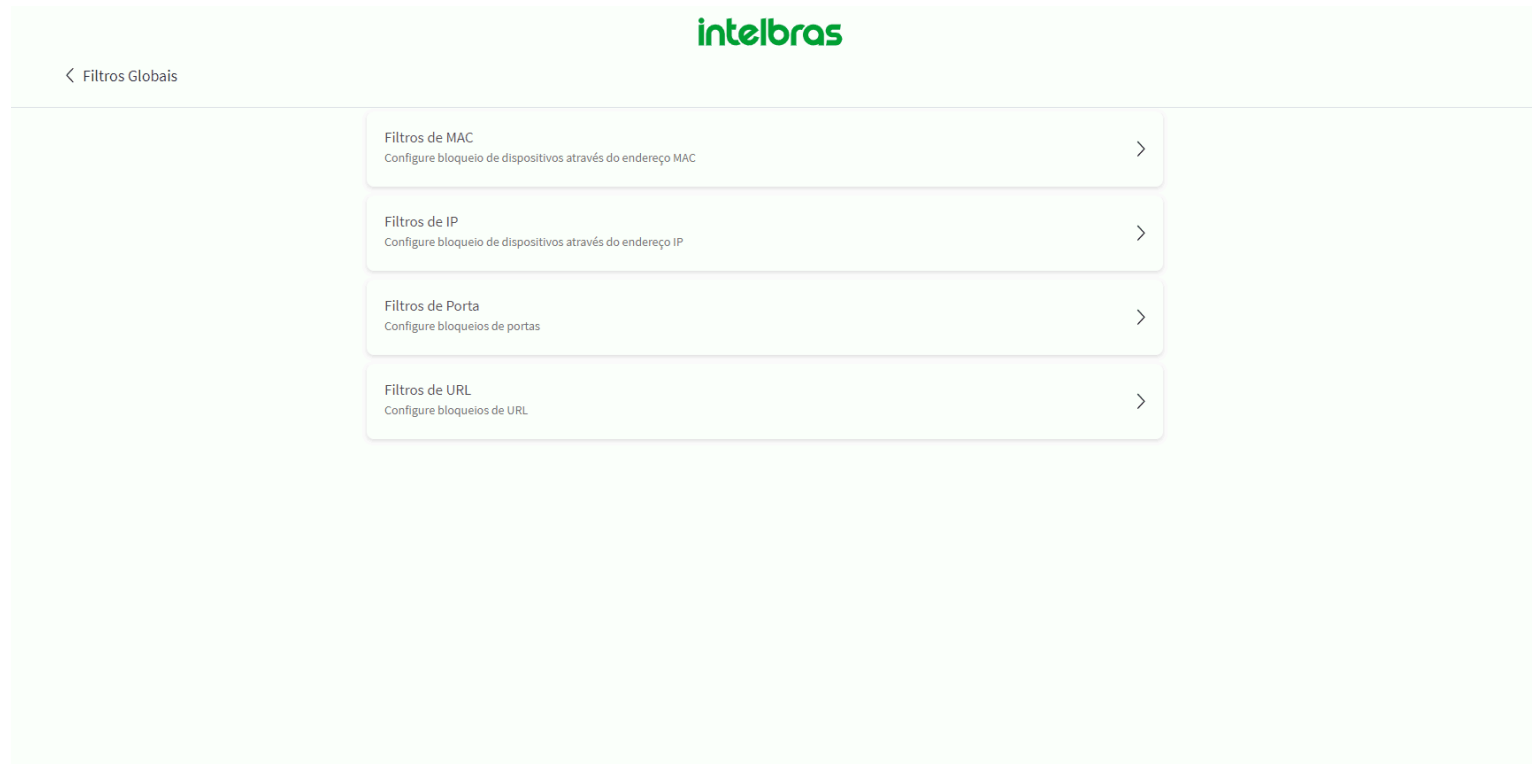 intelbras
Filtros Globais
Filtros de MAC
Configure bloqueio de dispositivos através do endereço MAC
Filtros de IP
Configure bloqueio de dispositivos através do endereço IP
Filtros de Porta
Configure bloqueios de portas
Filtros de URL
Configure bloqueios de URL